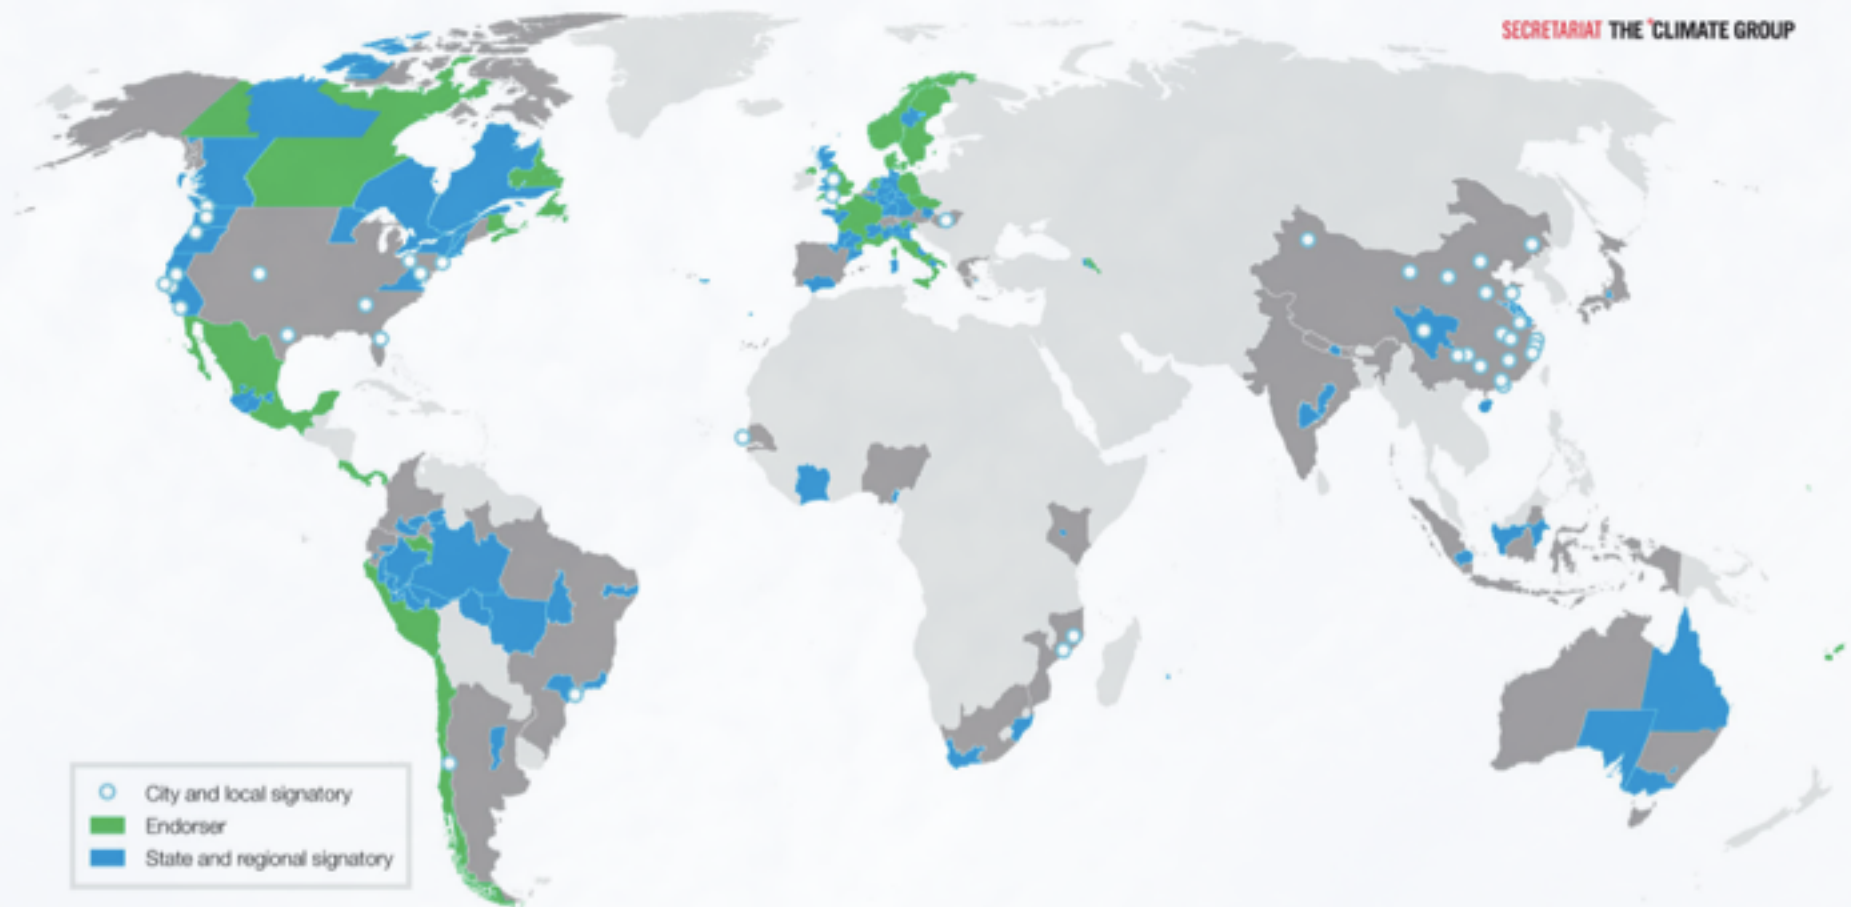 SECRETARIAT THE °CLIMATE GROUP
City and local signatory
Endorser
State and regional signatory